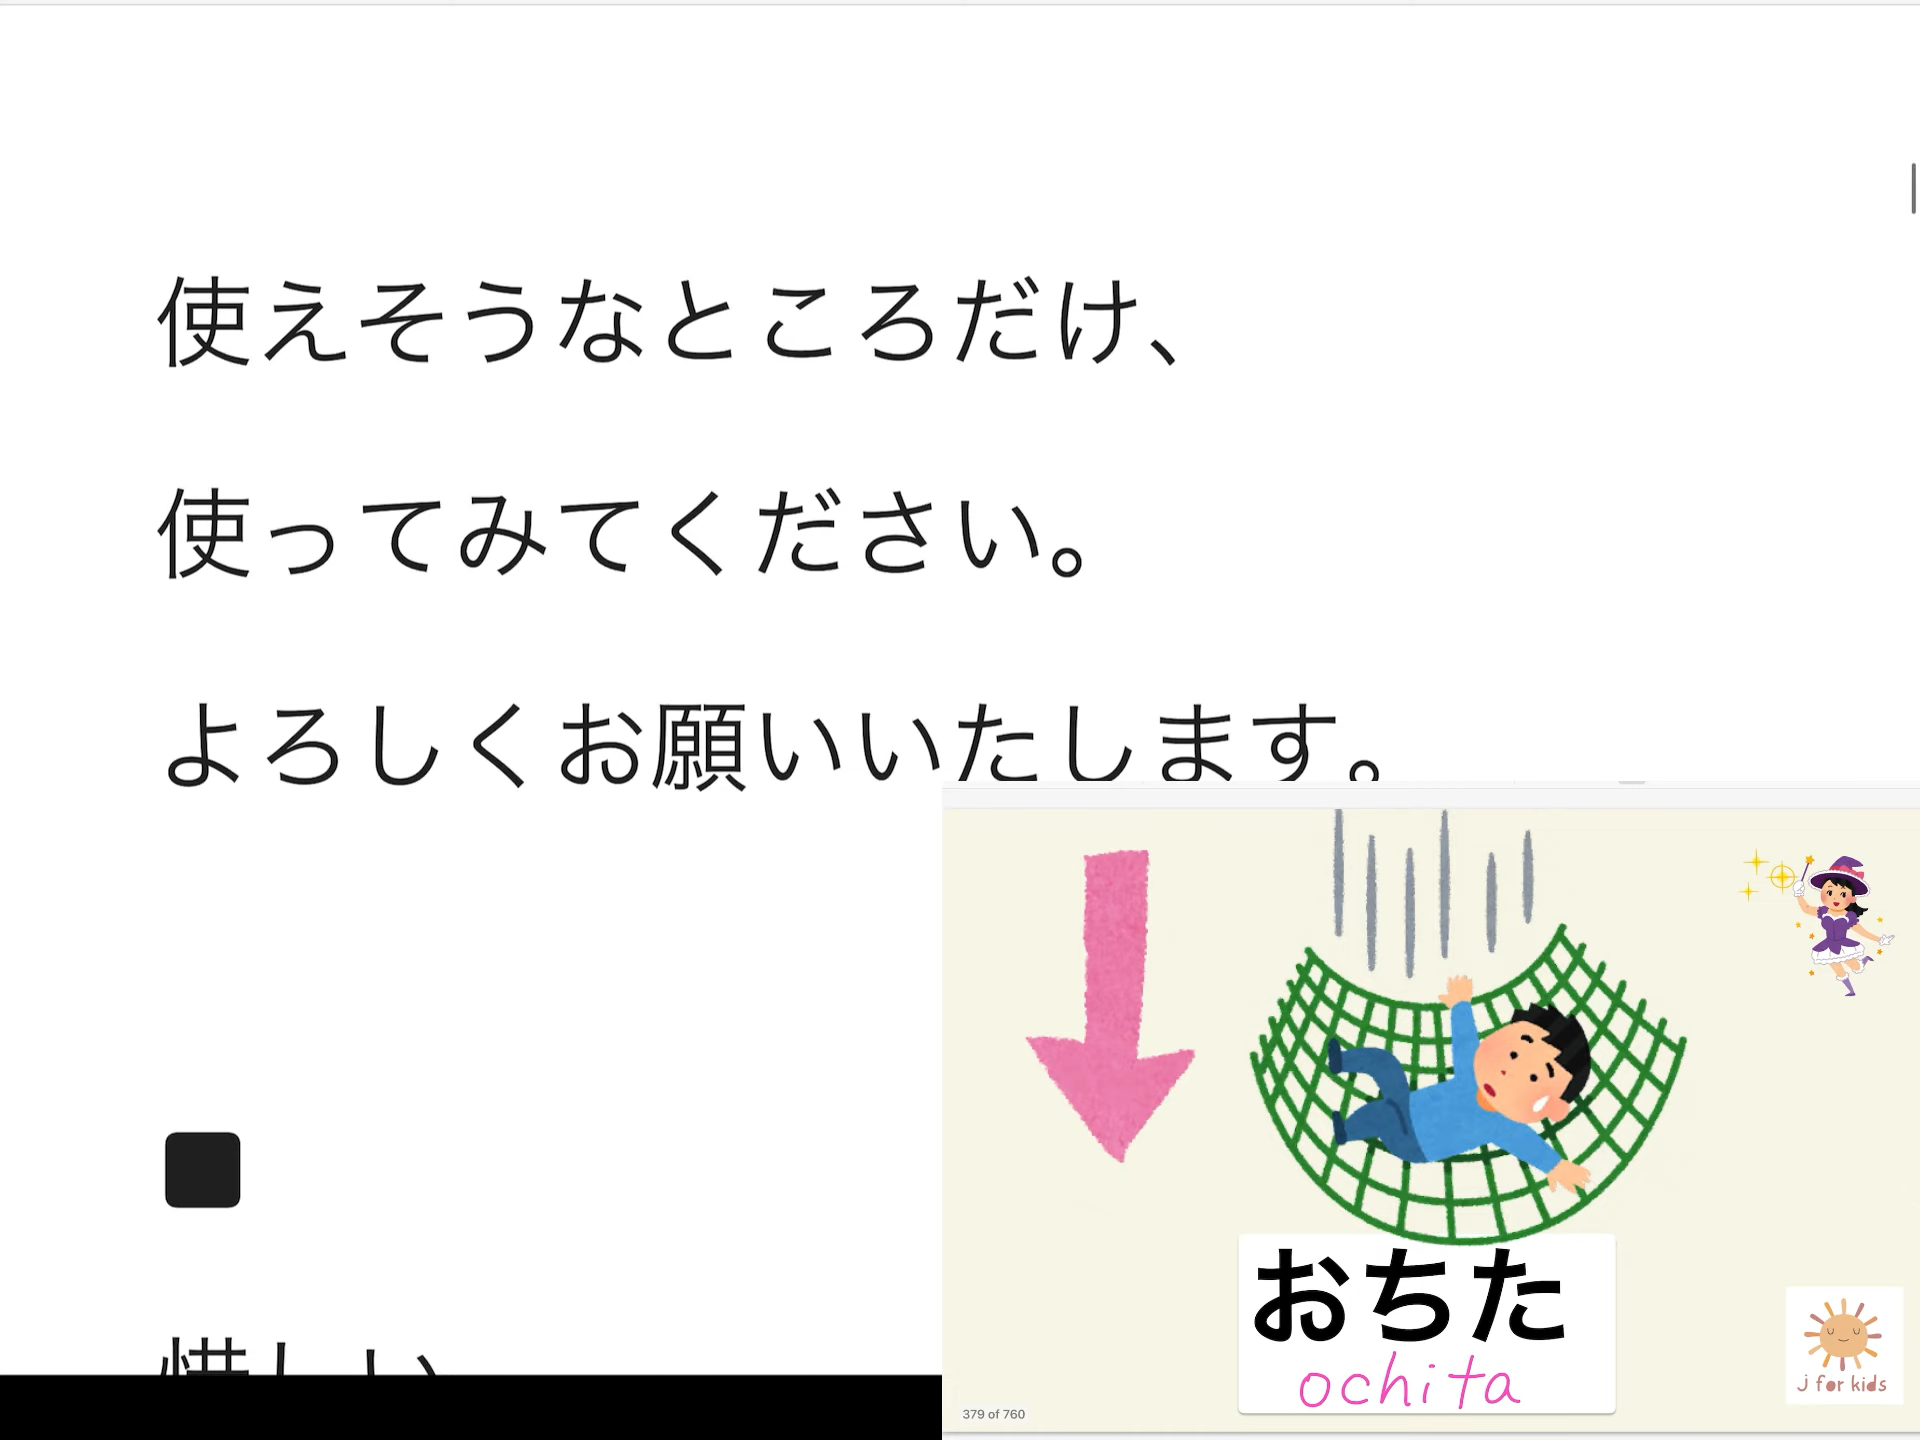 使えそうなところだけ、
使ってみてください。
よろしくお願いいたします。
■
惜しい
おちた
ochita
379 of 760
j for kids